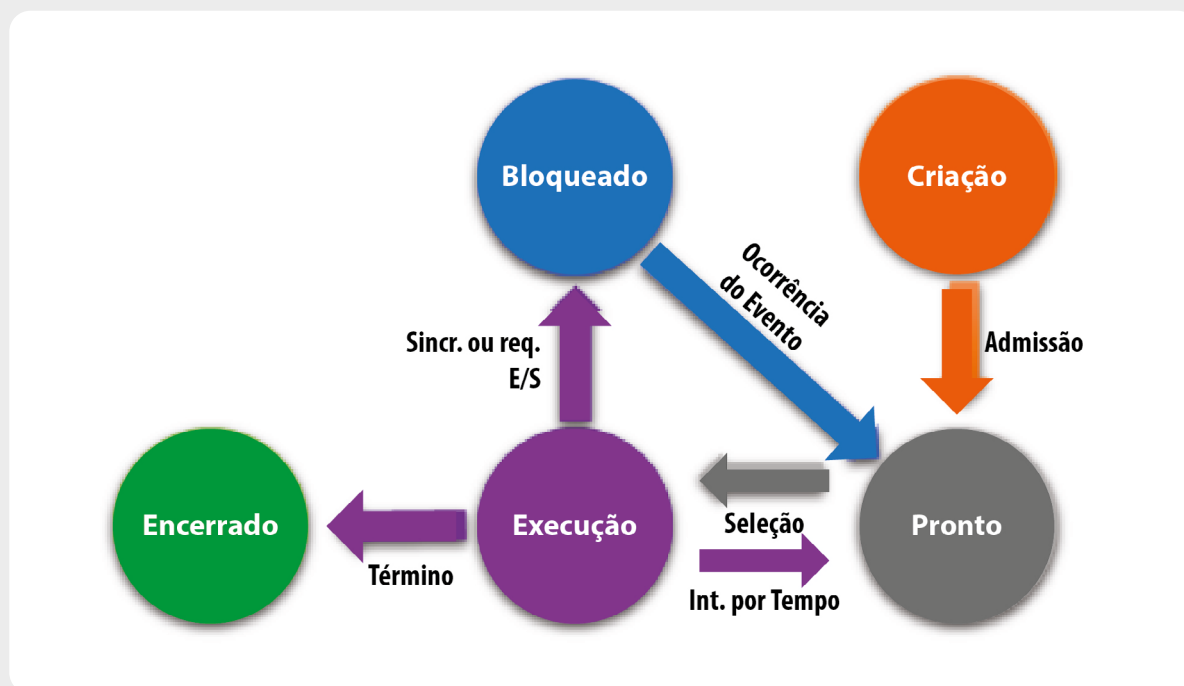 Bloqueado
Criação
Ocorrência
do Evento
Sincr. ou req.
E/S
Admissão
Encerrado
Execução
Seleção
Pronto
Término
Int. por Tempo